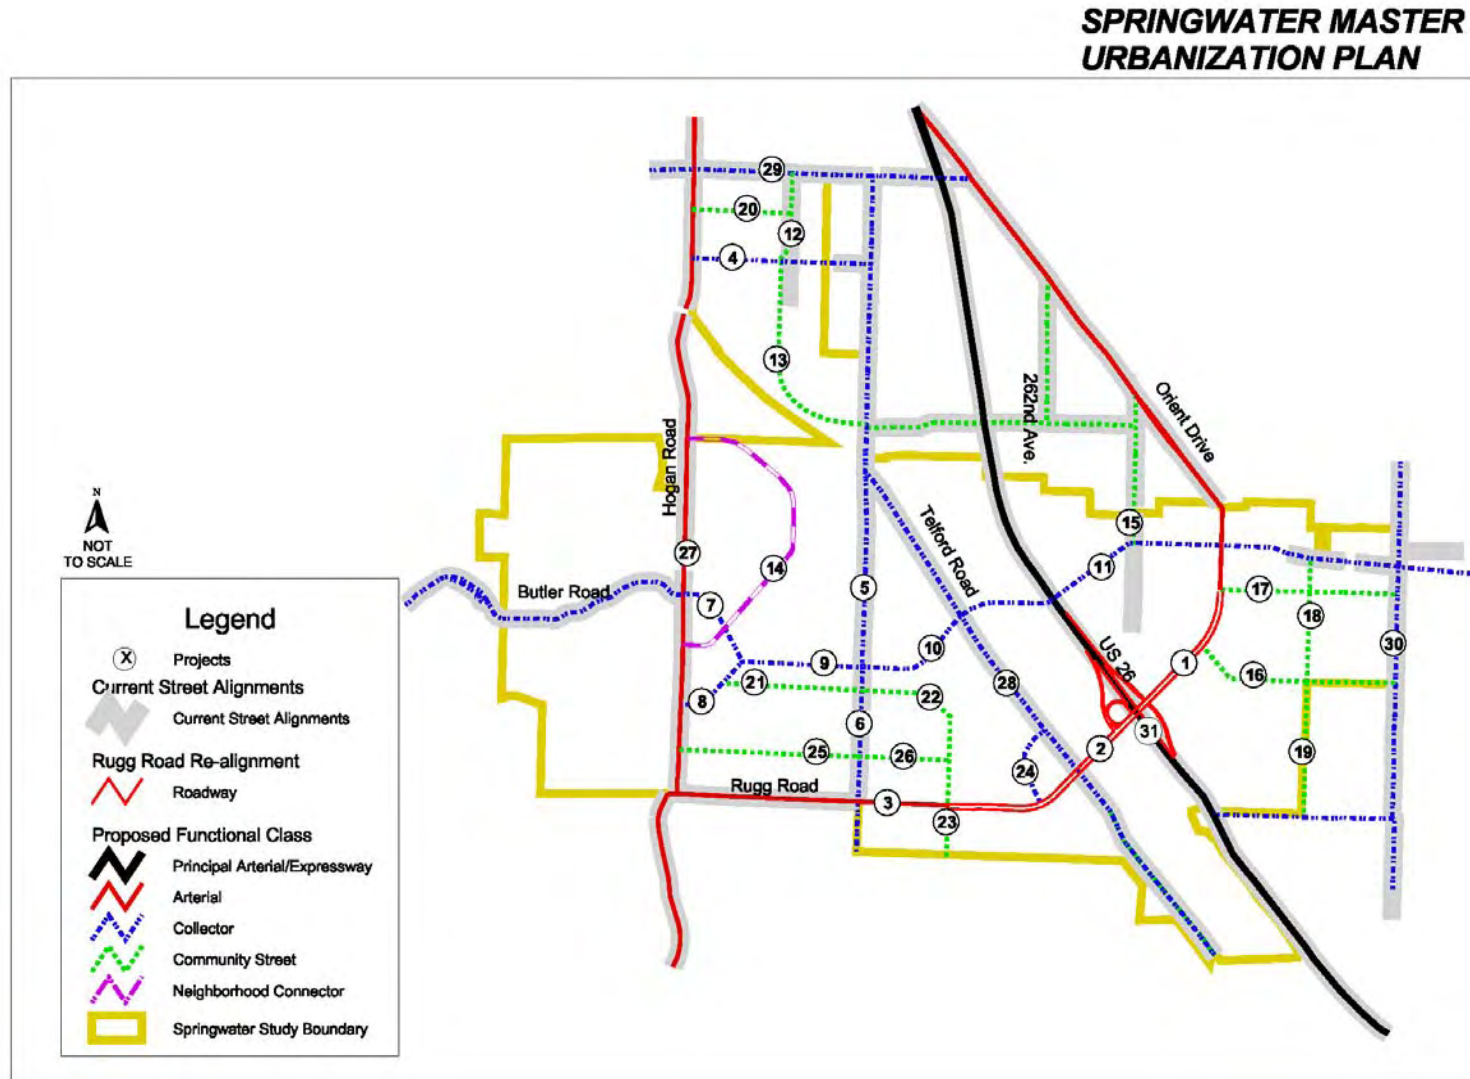 SPRINGWATER MASTER
URBANIZATION PLAN
29
20
12
4
13
262nd Ave.
Orient Drive
Hogan Road
N
NOT
TO SCALE
Telford Road
15
27
14
11
5
Butler Road
7
17
18
10
9
1
30
US 26
16
21
28
22
8
6
31
2
25
26
19
24
Rugg Road
3
23
Legend
X Projects
Current Street Alignments
Current Street Alignments
Rugg Road Re-alignment
Roadway
Proposed Functional Class
Principal Arterial/Expressway
Arterial
Collector
Community Street
Neighborhood Connector
Springwater Study Boundary